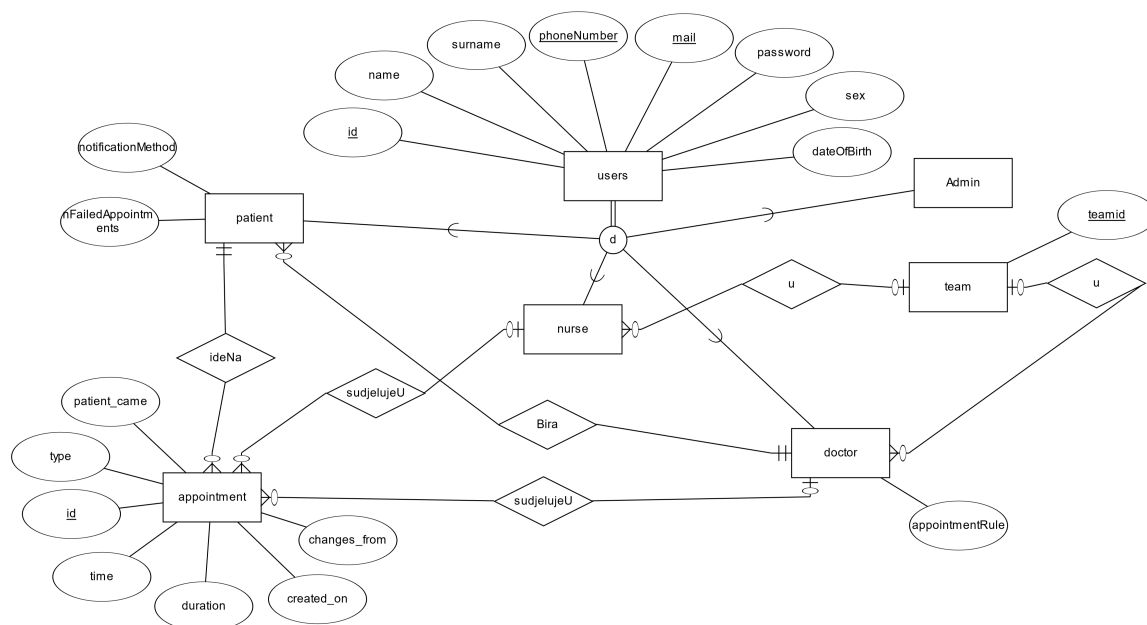 phoneNumber
mail
surname
password
name
sex
id
notificationMethod
users
dateOfBirth
Admin
nFailedAppointm
ents
patient
teamid
d
u
team
u
nurse
ideNa
sudjelujeU
patient_came
Bira
type
doctor
appointment
sudjelujeU
id
appointmentRule
changes_from
time
duration
created_on